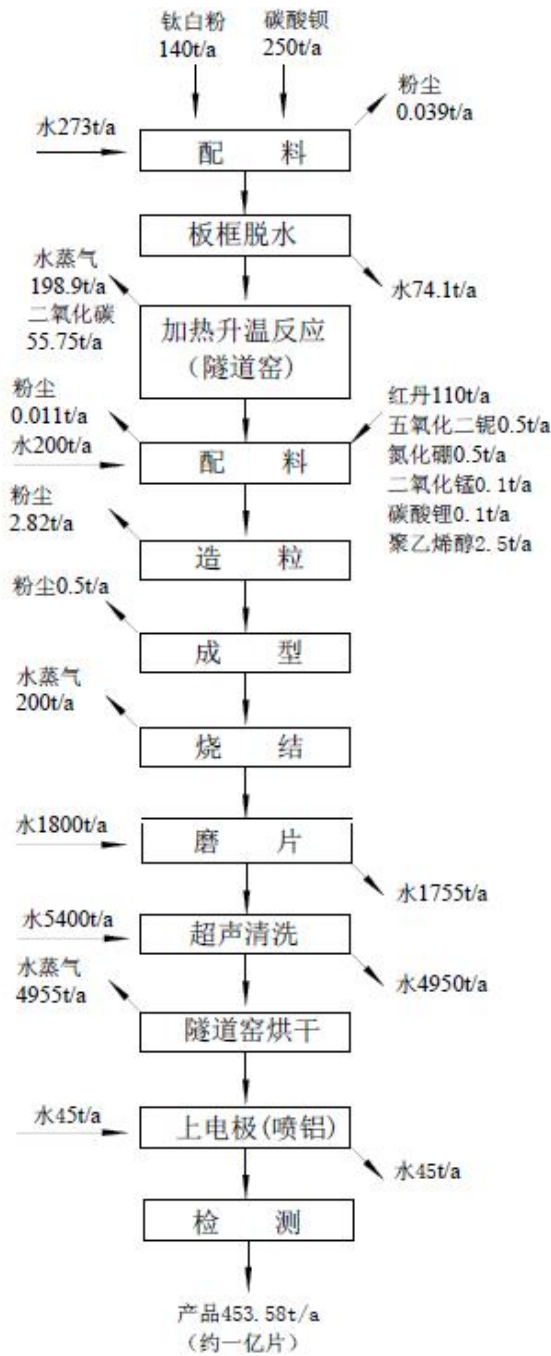 钛白粉
140t/a
碳酸钡
250t/a
粉尘
0.039t/a
水273t/a
配 料
板框脱水
水蒸气
198.9t/a
二氧化碳
55.75t/a
水74.1t/a
加热升温反应
(隧道窑)
粉尘
0.011t/a
水200t/a
配 料
红丹110t/a
五氧化二铌0.5t/a
氮化硼0.5t/a
二氧化锰0.1t/a
碳酸锂0.1t/a
聚乙烯醇2.5t/a
粉尘
2.82t/a
造 粒
粉尘0.5t/a
成 型
水蒸气
200t/a
烧 结
水1800t/a
磨 片
水1755t/a
水5400t/a
超声清洗
水4950t/a
水蒸气
4955t/a
隧道窑烘干
水45t/a
上电极(喷铝)
水45t/a
检 测
产品453.58t/a
(约一亿片)